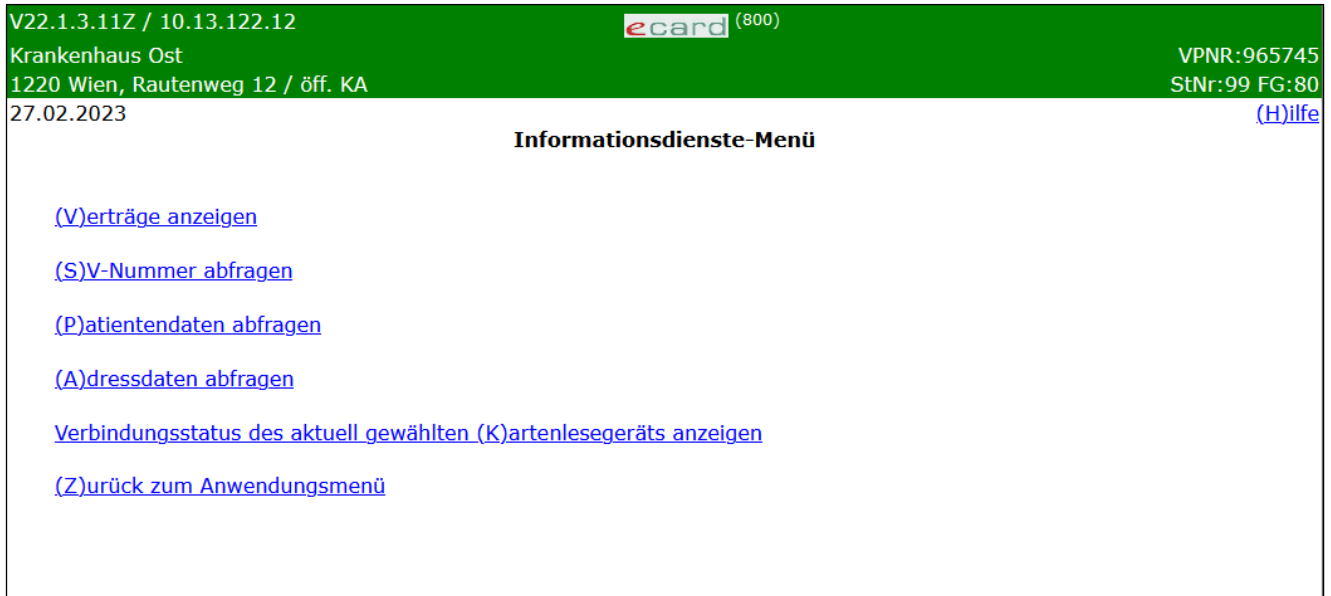 V22.1.3.11Z / 10.13.122.12 ecard (800)
Krankenhaus Ost VPNR:965745
1220 Wien, Rautenweg 12 / öff. KA StNr:99 FG:80
27.02.2023 (H)ilfe
Informationsdienste-Menü
(V)erträge anzeigen
(S)V-Nummer abfragen
(P)atientendaten abfragen
(A)dressdaten abfragen
Verbindungsstatus des aktuell gewählten (K)artenlesegeräts anzeigen
(Z)urück zum Anwendungsmenü